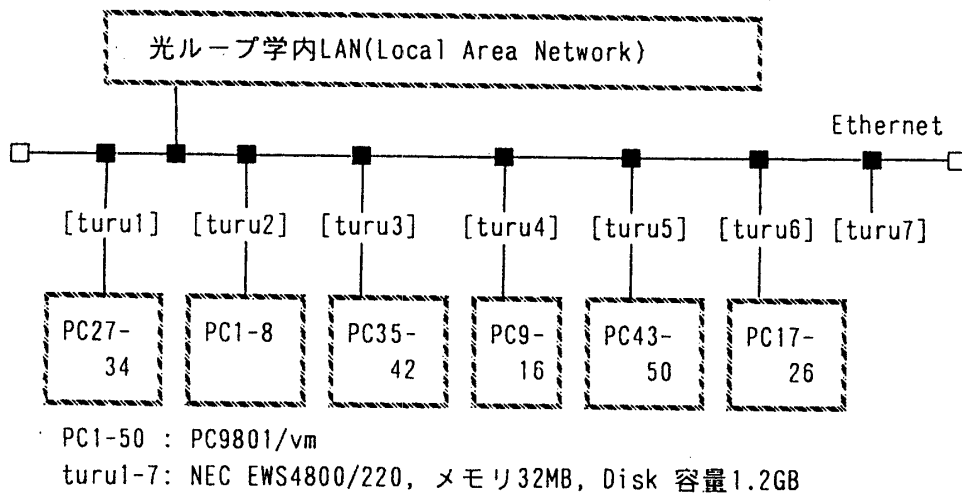 光ループ学内LAN(Local Area Network)
Ethernet
[turu1] [turu2] [turu3] [turu4] [turu5] [turu6] [turu7]
PC27-34
PC1-8
PC35-42
PC9-16
PC43-50
PC17-26
PC1-50 : PC9801/vm
turu1-7: NEC EWS4800/220, メモリ32MB, Disk 容量1.2GB